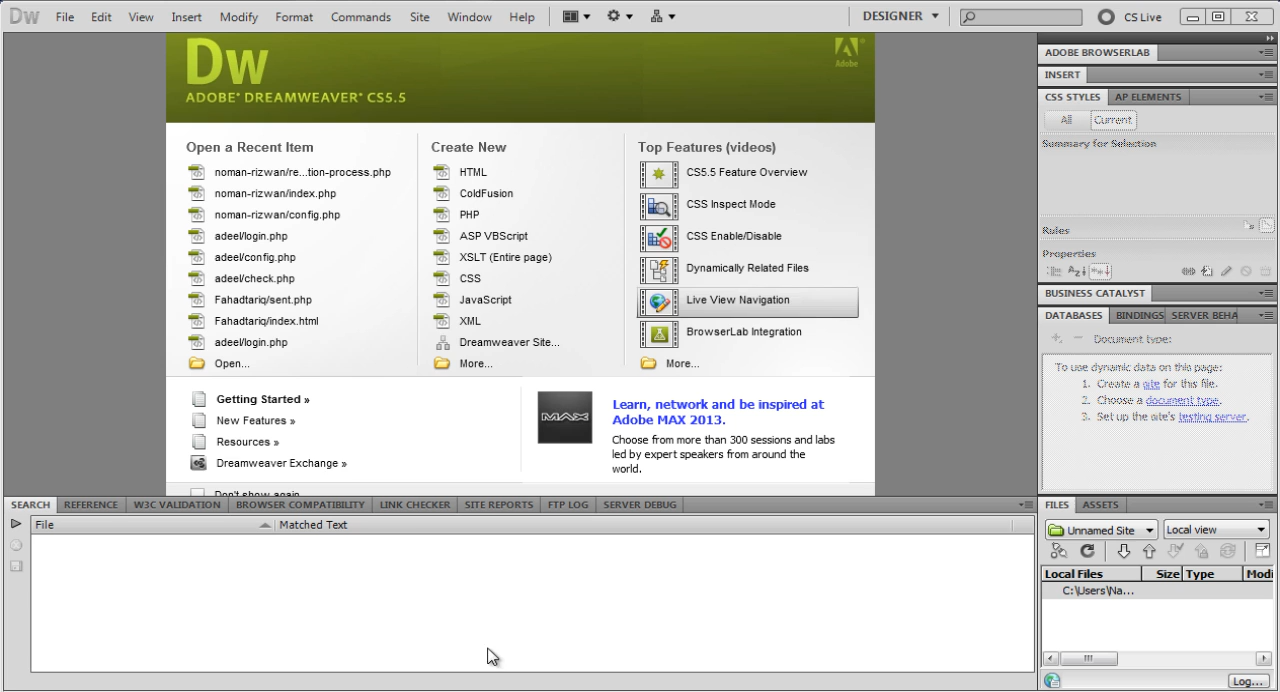 Dw File Edit View Insert Modify Format Commands Site Window Help DESIGNER CS Live
Dw
ADOBE® DREAMWEAVER® CS5.5
Adobe
Open a Recent Item
noman-rizwan/re...tion-process.php
noman-rizwan/index.php
noman-rizwan/config.php
adeel/login.php
adeel/config.php
adeel/check.php
Fahadtariq/sent.php
Fahadtariq/index.html
adeel/login.php
Open...
Create New
HTML
ColdFusion
PHP
ASP VBScript
XSLT (Entire page)
CSS
JavaScript
XML
Dreamweaver Site...
More...
Top Features (videos)
CS5.5 Feature Overview
CSS Inspect Mode
CSS Enable/Disable
Dynamically Related Files
Live View Navigation
BrowserLab Integration
More...
Getting Started »
New Features »
Resources »
Dreamweaver Exchange »
Don't show again
MAX
Learn, network and be inspired at
Adobe MAX 2013.
Choose from more than 300 sessions and labs
led by expert speakers from around the
world.
ADOBE BROWSERLAB
INSERT
CSS STYLES AP ELEMENTS
All Current
Summary for Selection
Rules
Properties
BUSINESS CATALYST
DATABASES BINDINGS SERVER BEHA
Document type:
To use dynamic data on this page:
1. Create a site for this file.
2. Choose a document type.
3. Set up the site's testing server.
SEARCH REFERENCE W3C VALIDATION BROWSER COMPATIBILITY LINK CHECKER SITE REPORTS FTP LOG SERVER DEBUG
File Matched Text
FILES ASSETS
Unnamed Site Local view
Local Files Size Type Modi
C:\Users\Na...
Log...